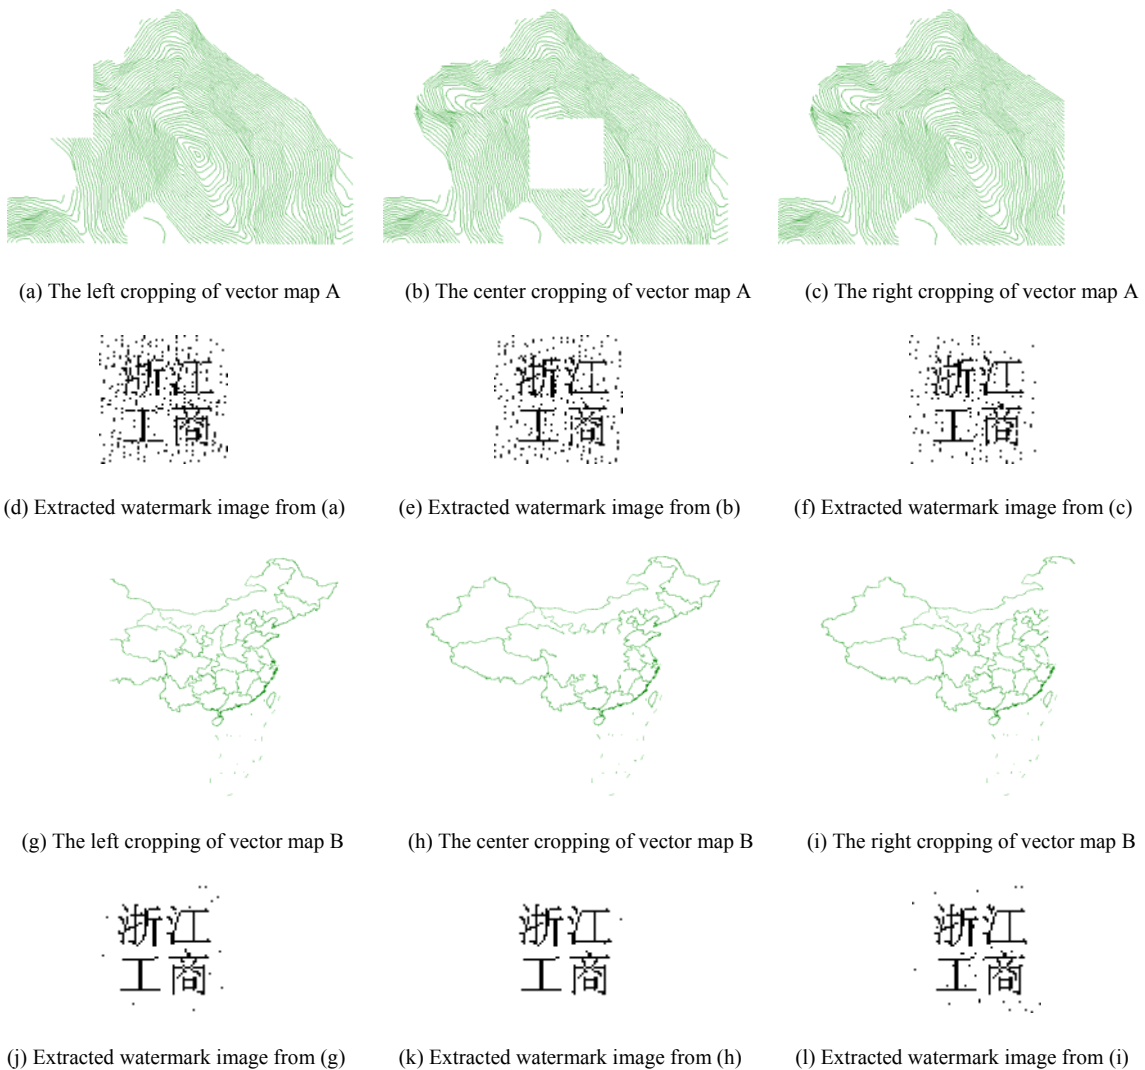 (a) The left cropping of vector map A
(b) The center cropping of vector map A
(c) The right cropping of vector map A
浙江
工商
浙江
工商
浙江
工商
(d) Extracted watermark image from (a)
(e) Extracted watermark image from (b)
(f) Extracted watermark image from (c)
(g) The left cropping of vector map B
(h) The center cropping of vector map B
(i) The right cropping of vector map B
浙江
工商
浙江
工商
浙江
工商
(j) Extracted watermark image from (g)
(k) Extracted watermark image from (h)
(l) Extracted watermark image from (i)